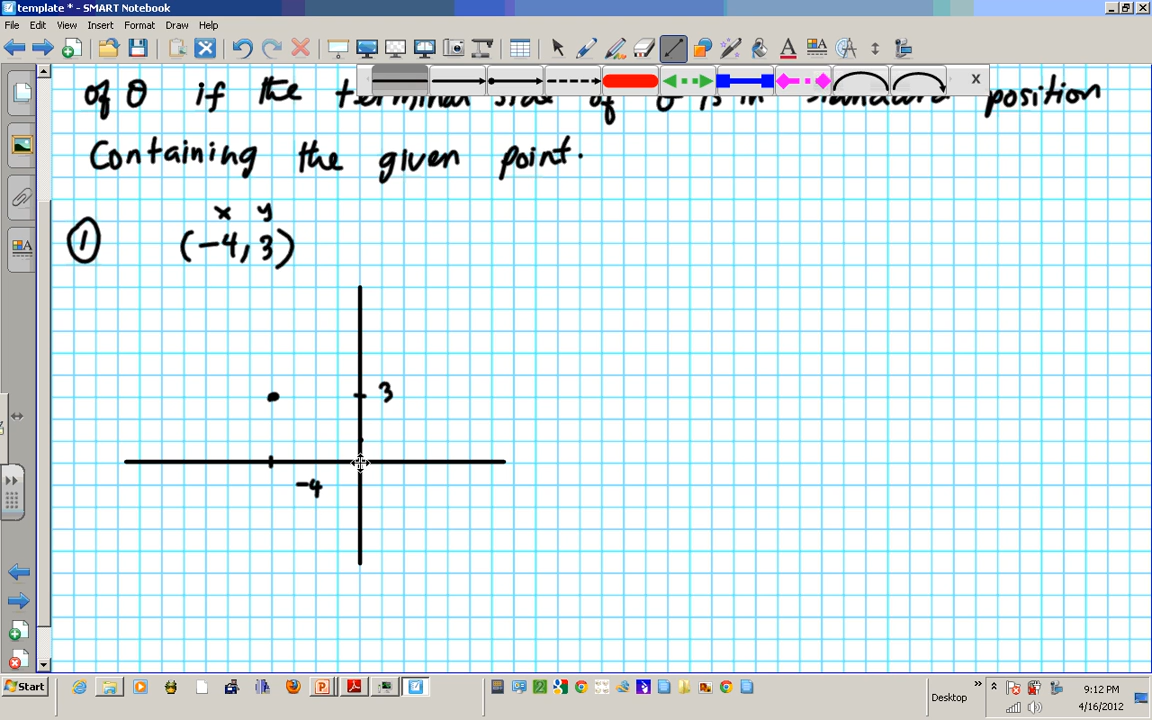 template * - SMART Notebook
File Edit View Insert Format Draw Help
x
of θ if the terminal side of θ is in standard position
Containing the given point.
x y
1 (-4, 3)
3
-4
Start
Desktop
9:12 PM
4/16/2012